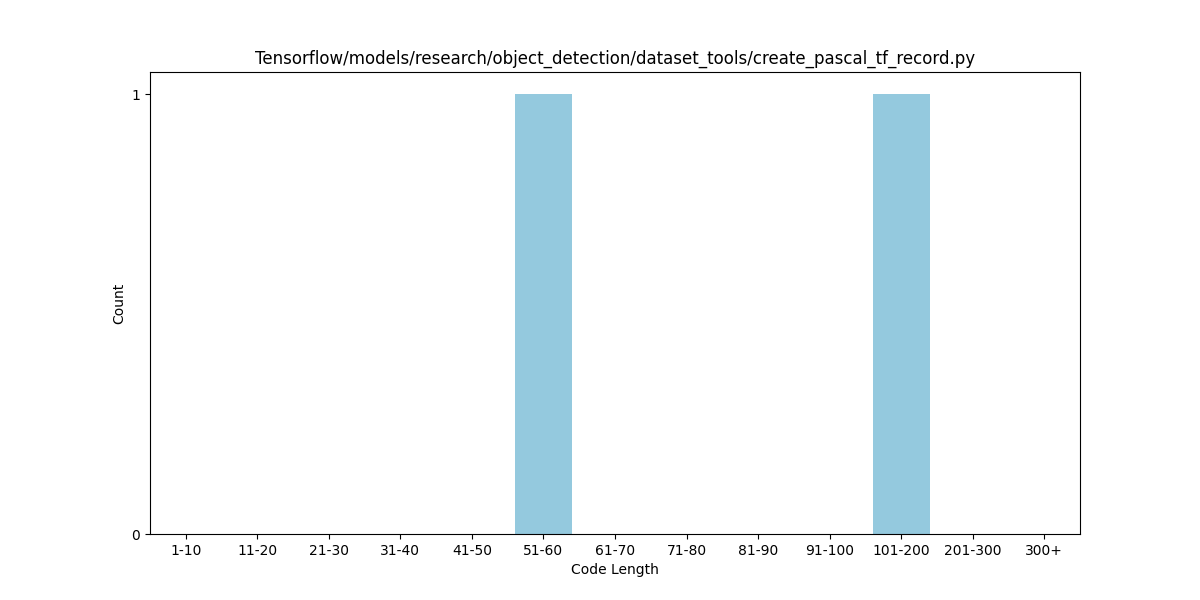 Tensorflow/models/research/object_detection/dataset_tools/create_pascal_tf_record.py
1
Count
0
1-10 11-20 21-30 31-40 41-50 51-60 61-70 71-80 81-90 91-100 101-200 201-300 300+
Code Length